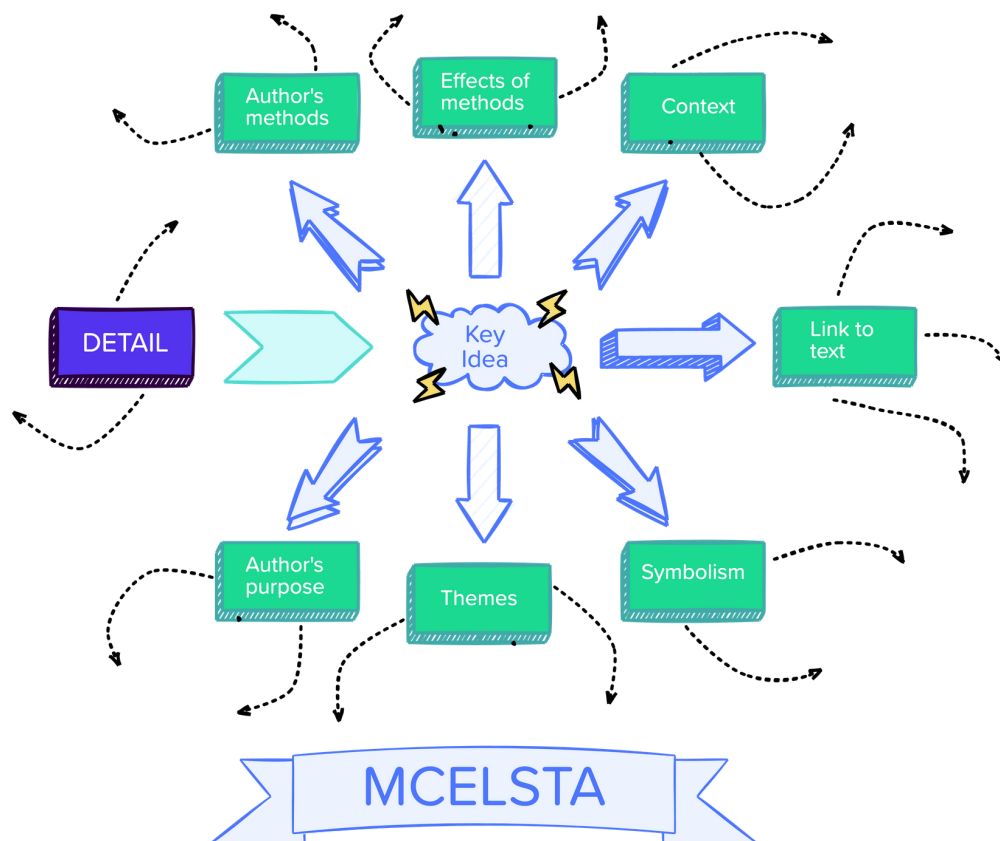 Author's
methods
Effects of
methods
Context
DETAIL
Key
Idea
Link to
text
Author's
purpose
Themes
Symbolism
MCELSTA